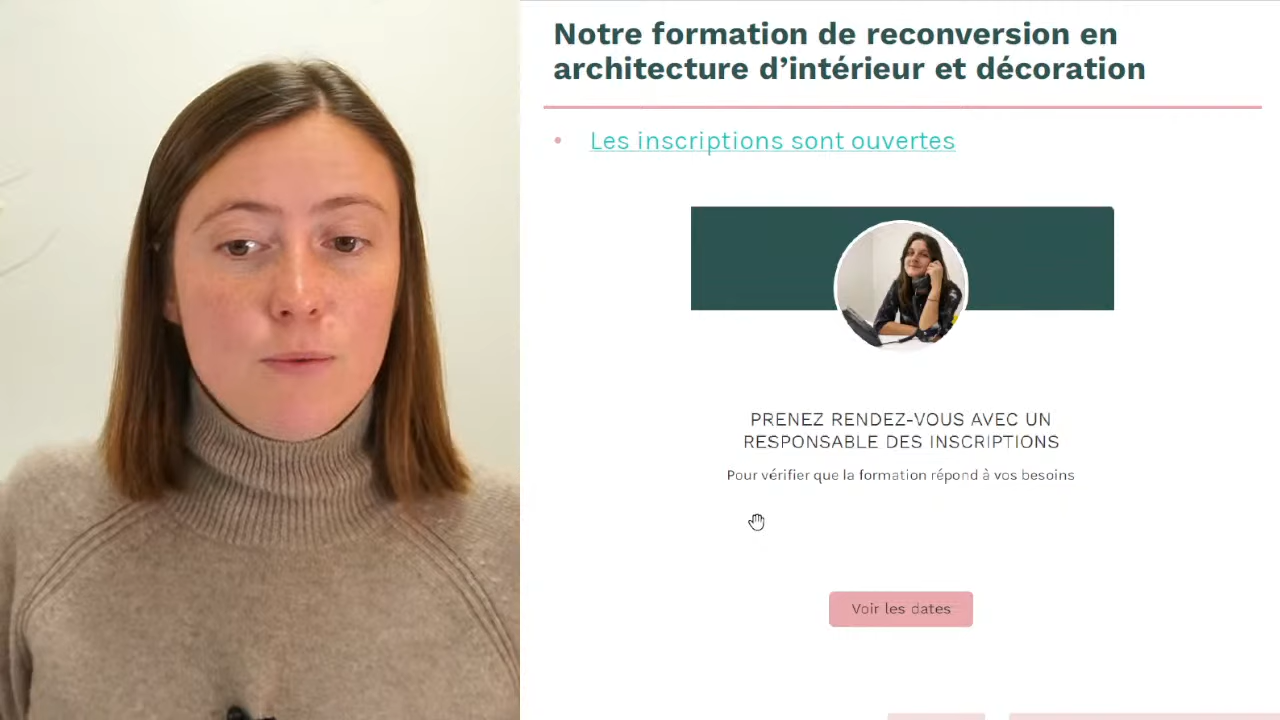 Notre formation de reconversion en
architecture d’intérieur et décoration
Les inscriptions sont ouvertes
PRENEZ RENDEZ-VOUS AVEC UN
RESPONSABLE DES INSCRIPTIONS
Pour vérifier que la formation répond à vos besoins
Voir les dates